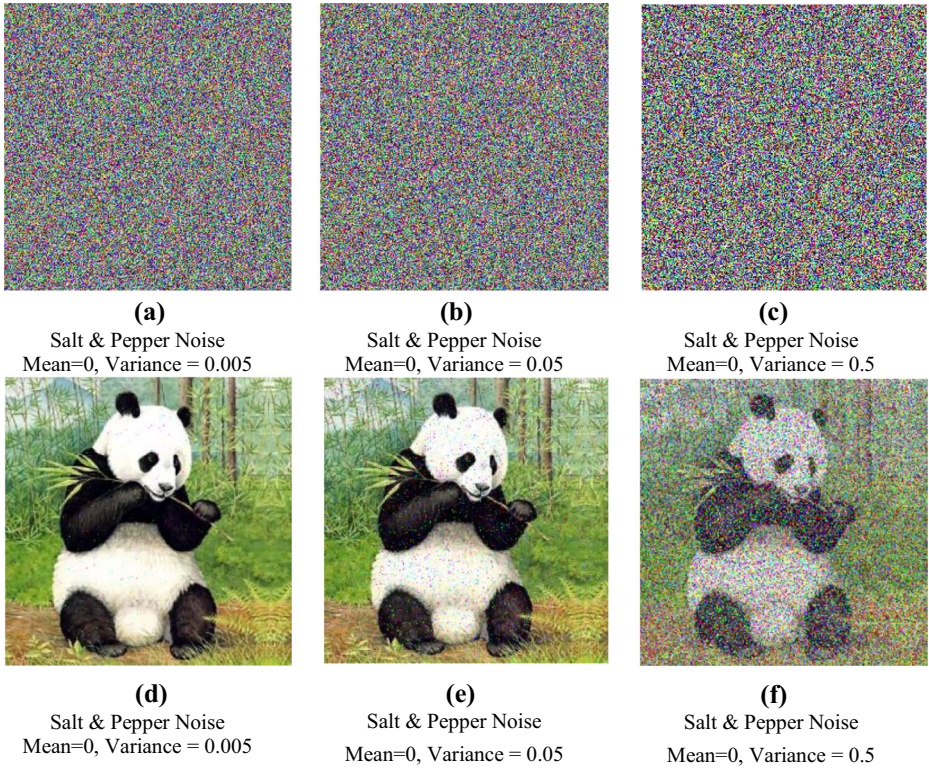 (a)
(b)
(c)
Salt & Pepper Noise
Salt & Pepper Noise
Salt & Pepper Noise
Mean=0, Variance = 0.005
Mean=0, Variance = 0.05
Mean=0, Variance = 0.5
(d)
(e)
(f)
Salt & Pepper Noise
Salt & Pepper Noise
Salt & Pepper Noise
Mean=0, Variance = 0.005
Mean=0, Variance = 0.05
Mean=0, Variance = 0.5